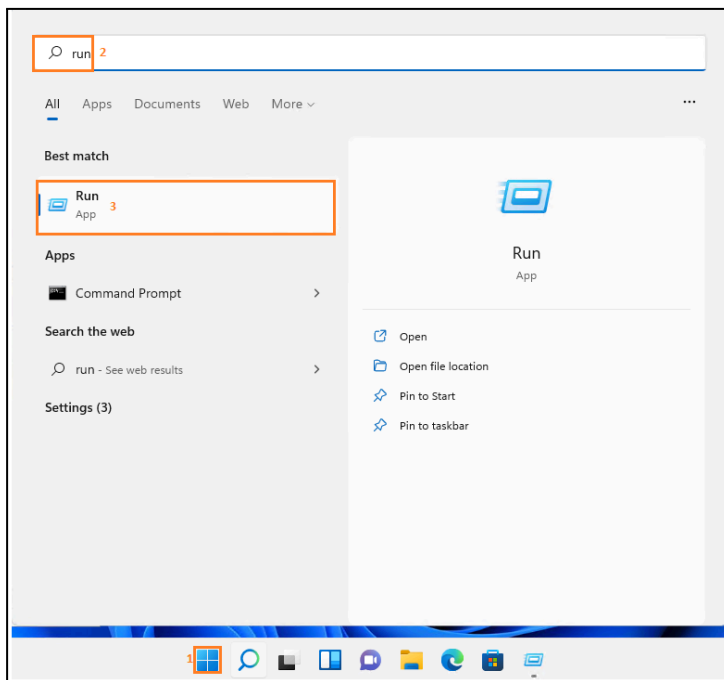 run 2
All Apps Documents Web More
Best match
Run
App 3
Apps
Command Prompt
Search the web
run - See web results
Settings (3)
Run
App
Open
Open file location
Pin to Start
Pin to taskbar
1